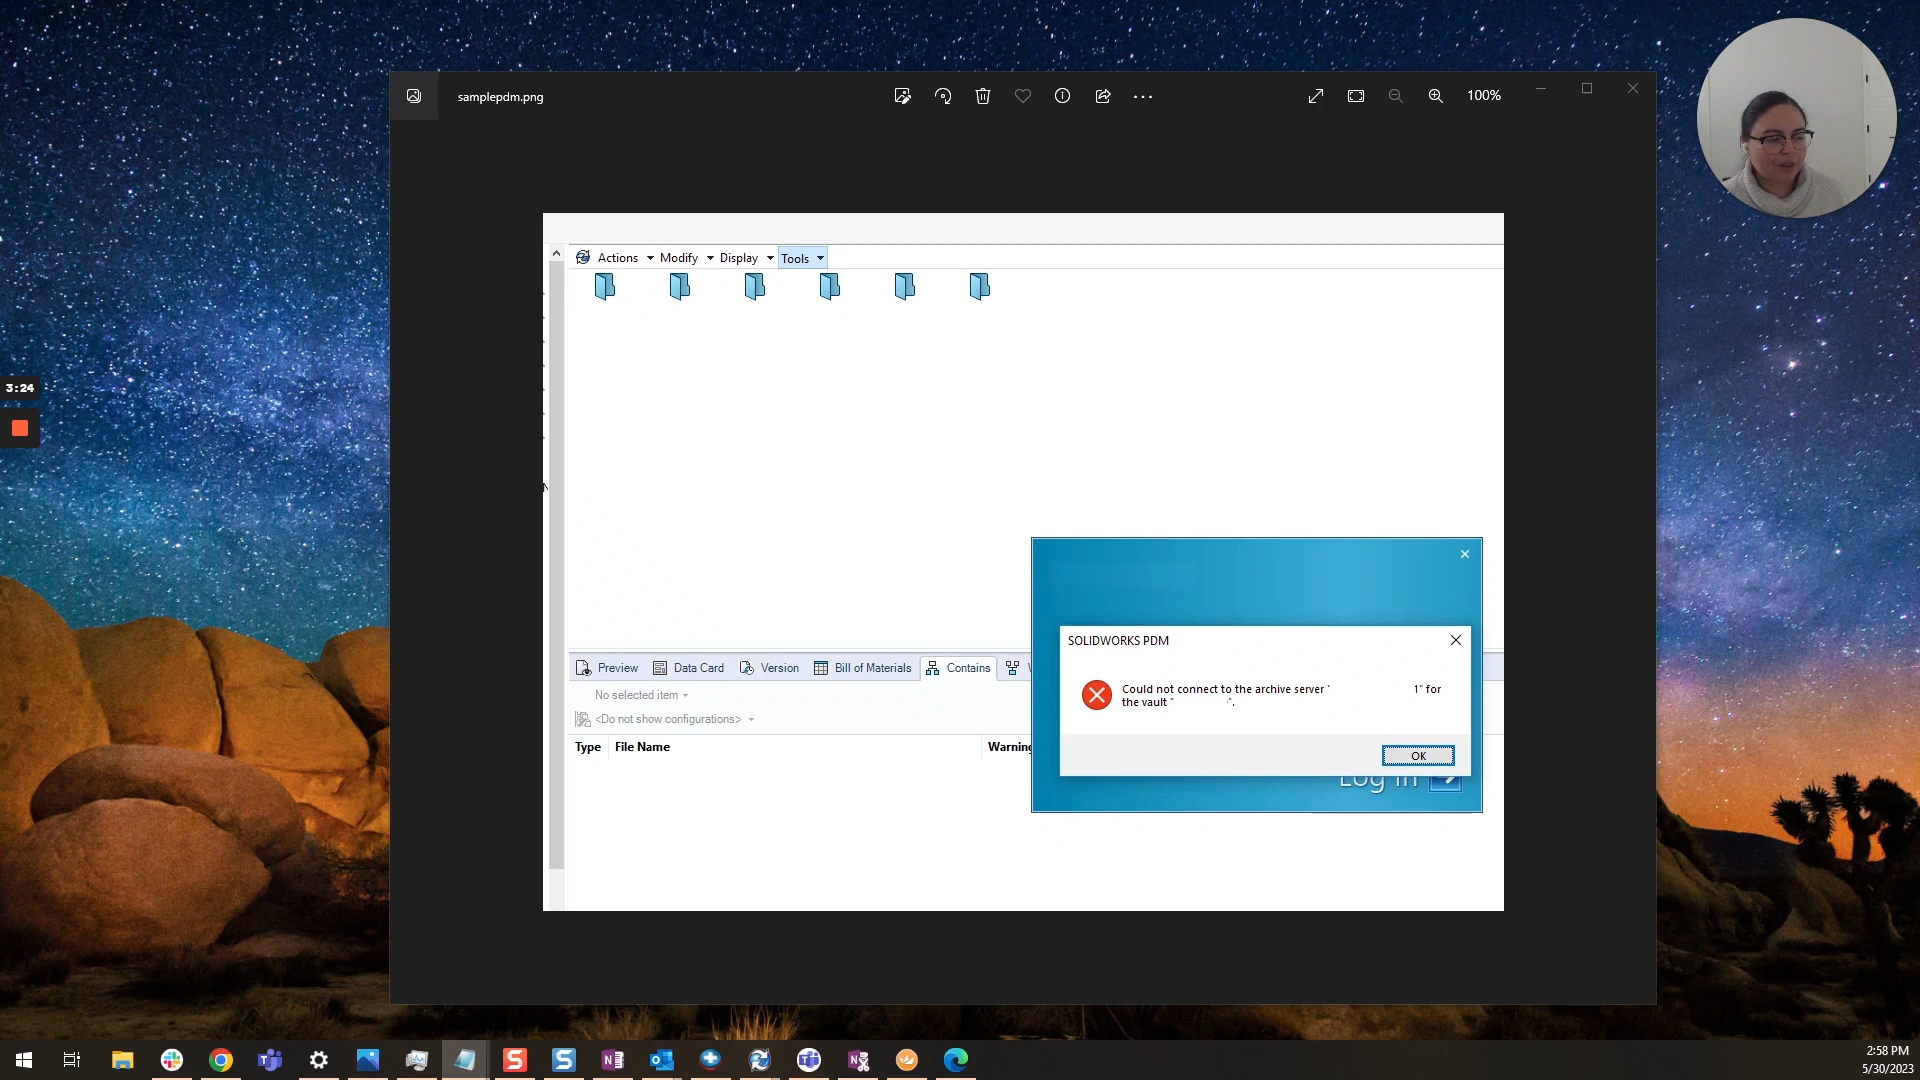 samplepdm.png
100%
Actions Modify Display Tools
3:24
Preview Data Card Version Bill of Materials Contains
No selected item
<Do not show configurations>
Type File Name Warning
SOLIDWORKS PDM
Could not connect to the archive server " 1" for
the vault " ".
OK
Log in
2:58 PM
5/30/2023